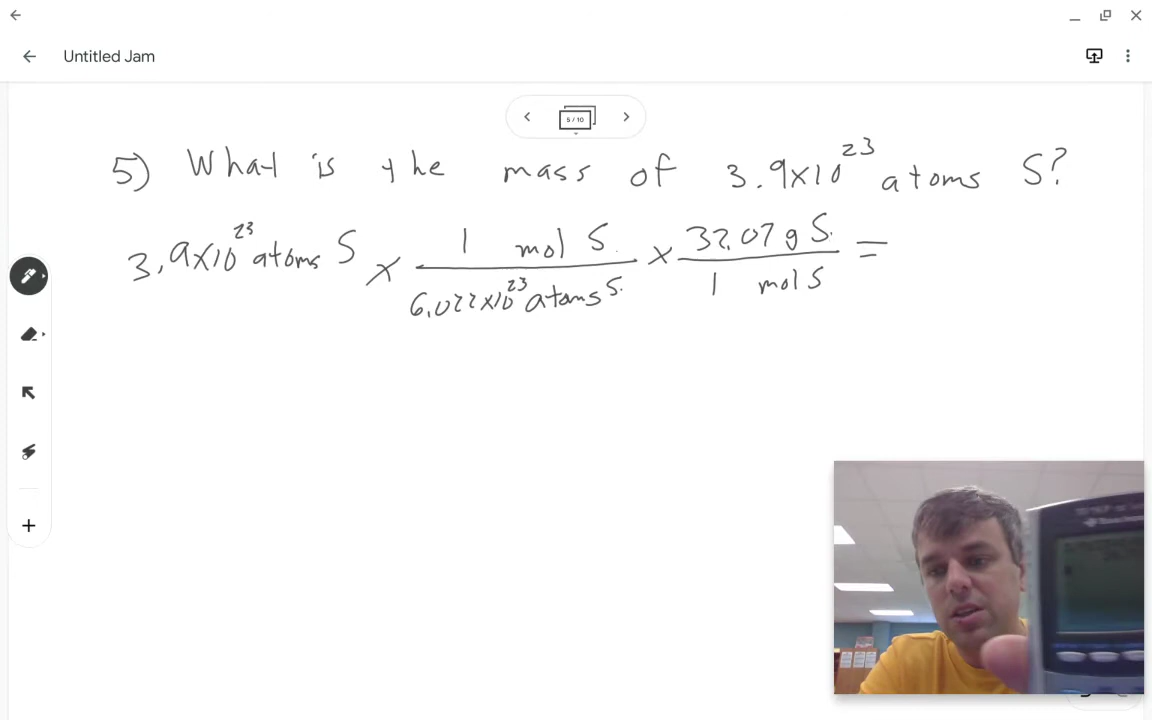 Untitled Jam
5 / 10
5) What is the mass of 3.9x10²³ atoms S?
3.9x10²³ atoms S x 1 mol S / 6.022x10²³ atoms S x 32.07 g S / 1 mol S =